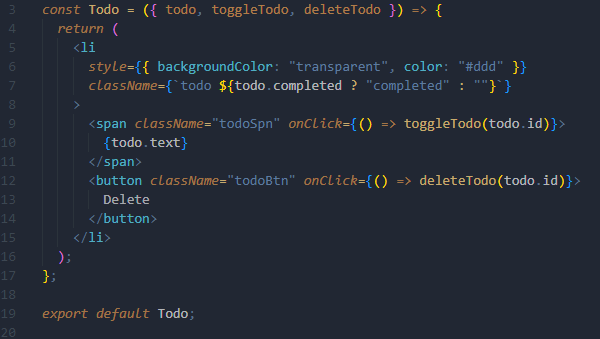 3 const Todo = ({ todo, toggleTodo, deleteTodo }) => {
4   return (
5     <li
6       style={{ backgroundColor: "transparent", color: "#ddd" }}
7       className={`todo ${todo.completed ? "completed" : ""}`}
8     >
9       <span className="todoSpn" onClick={() => toggleTodo(todo.id)}>
10         {todo.text}
11       </span>
12       <button className="todoBtn" onClick={() => deleteTodo(todo.id)}>
13         Delete
14       </button>
15     </li>
16   );
17 };
18
19 export default Todo;
20